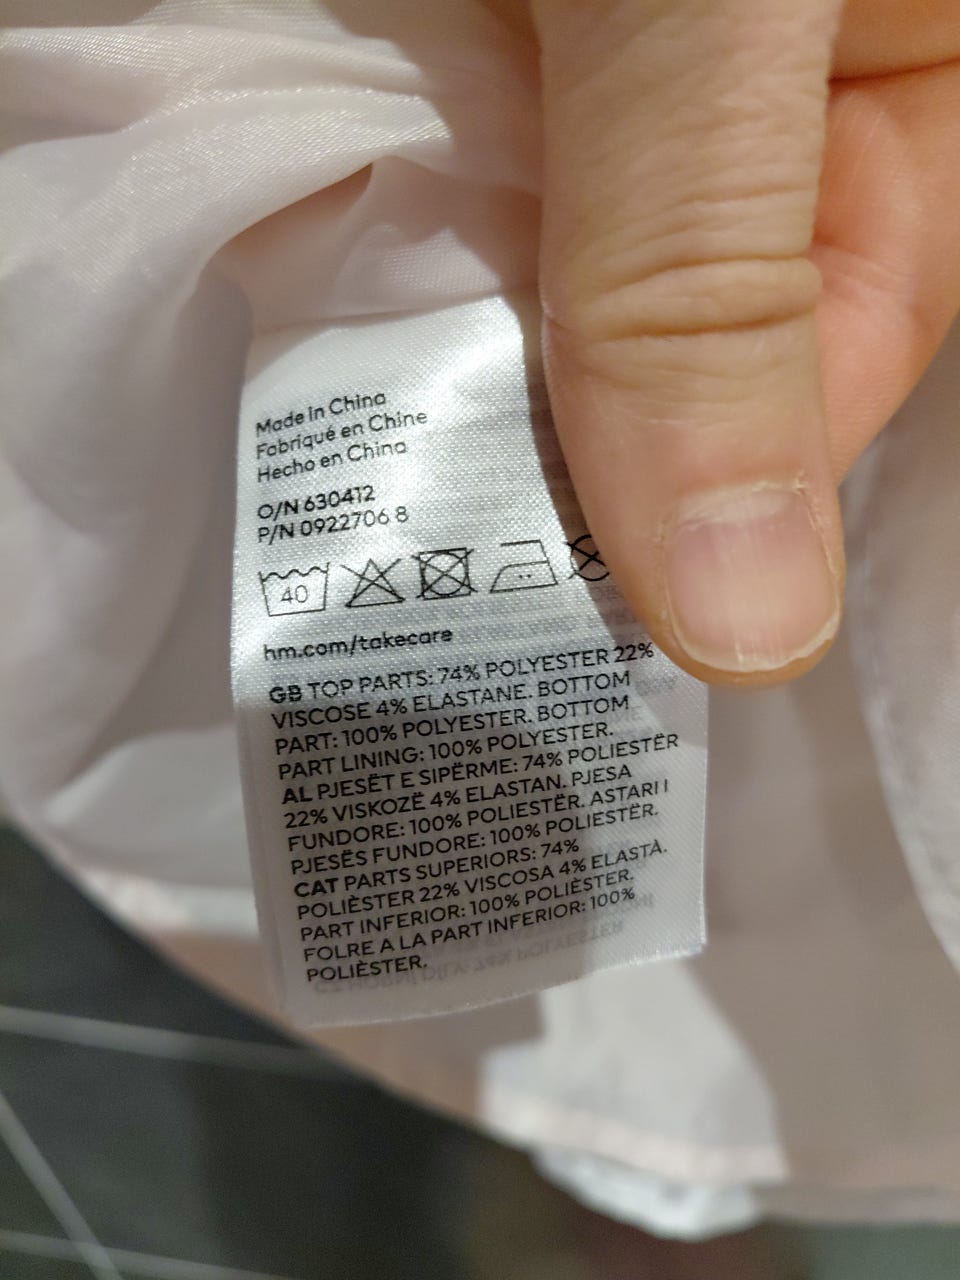 Made in China
Fabriqué en Chine
Hecho en China
O/N 630412
P/N 0922706 8
40
hm.com/takecare
GB TOP PARTS: 74% POLYESTER 22%
VISCOSE 4% ELASTANE. BOTTOM
PART: 100% POLYESTER. BOTTOM
PART LINING: 100% POLYESTER.
AL PJESËT E SIPËRME: 74% POLIESTËR
22% VISKOZË 4% ELASTAN. PJESA
FUNDORE: 100% POLIESTËR. ASTARI I
PJESËS FUNDORE: 100% POLIESTËR.
CAT PARTS SUPERIORS: 74%
POLIÈSTER 22% VISCOSA 4% ELASTÀ.
PART INFERIOR: 100% POLIÈSTER.
FOLRE A LA PART INFERIOR: 100%
POLIÈSTER.